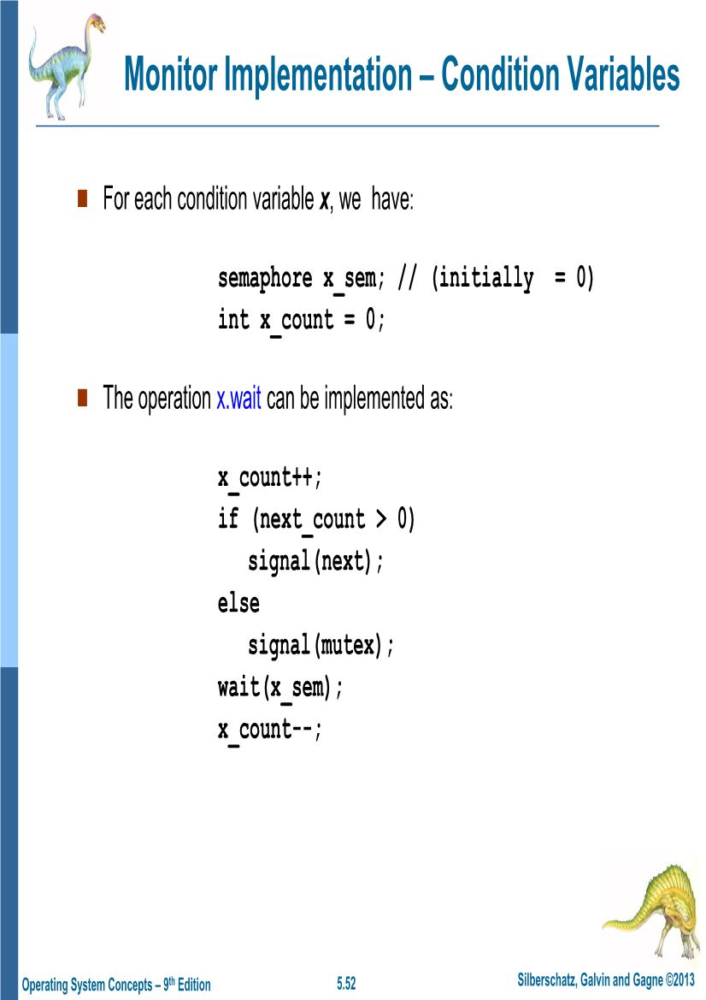 Monitor Implementation – Condition Variables
For each condition variable x, we have:
semaphore x_sem; // (initially = 0)
int x_count = 0;
The operation x.wait can be implemented as:
x_count++;
if (next_count > 0)
signal(next);
else
signal(mutex);
wait(x_sem);
x_count--;
Operating System Concepts – 9th Edition
5.52
Silberschatz, Galvin and Gagne ©2013